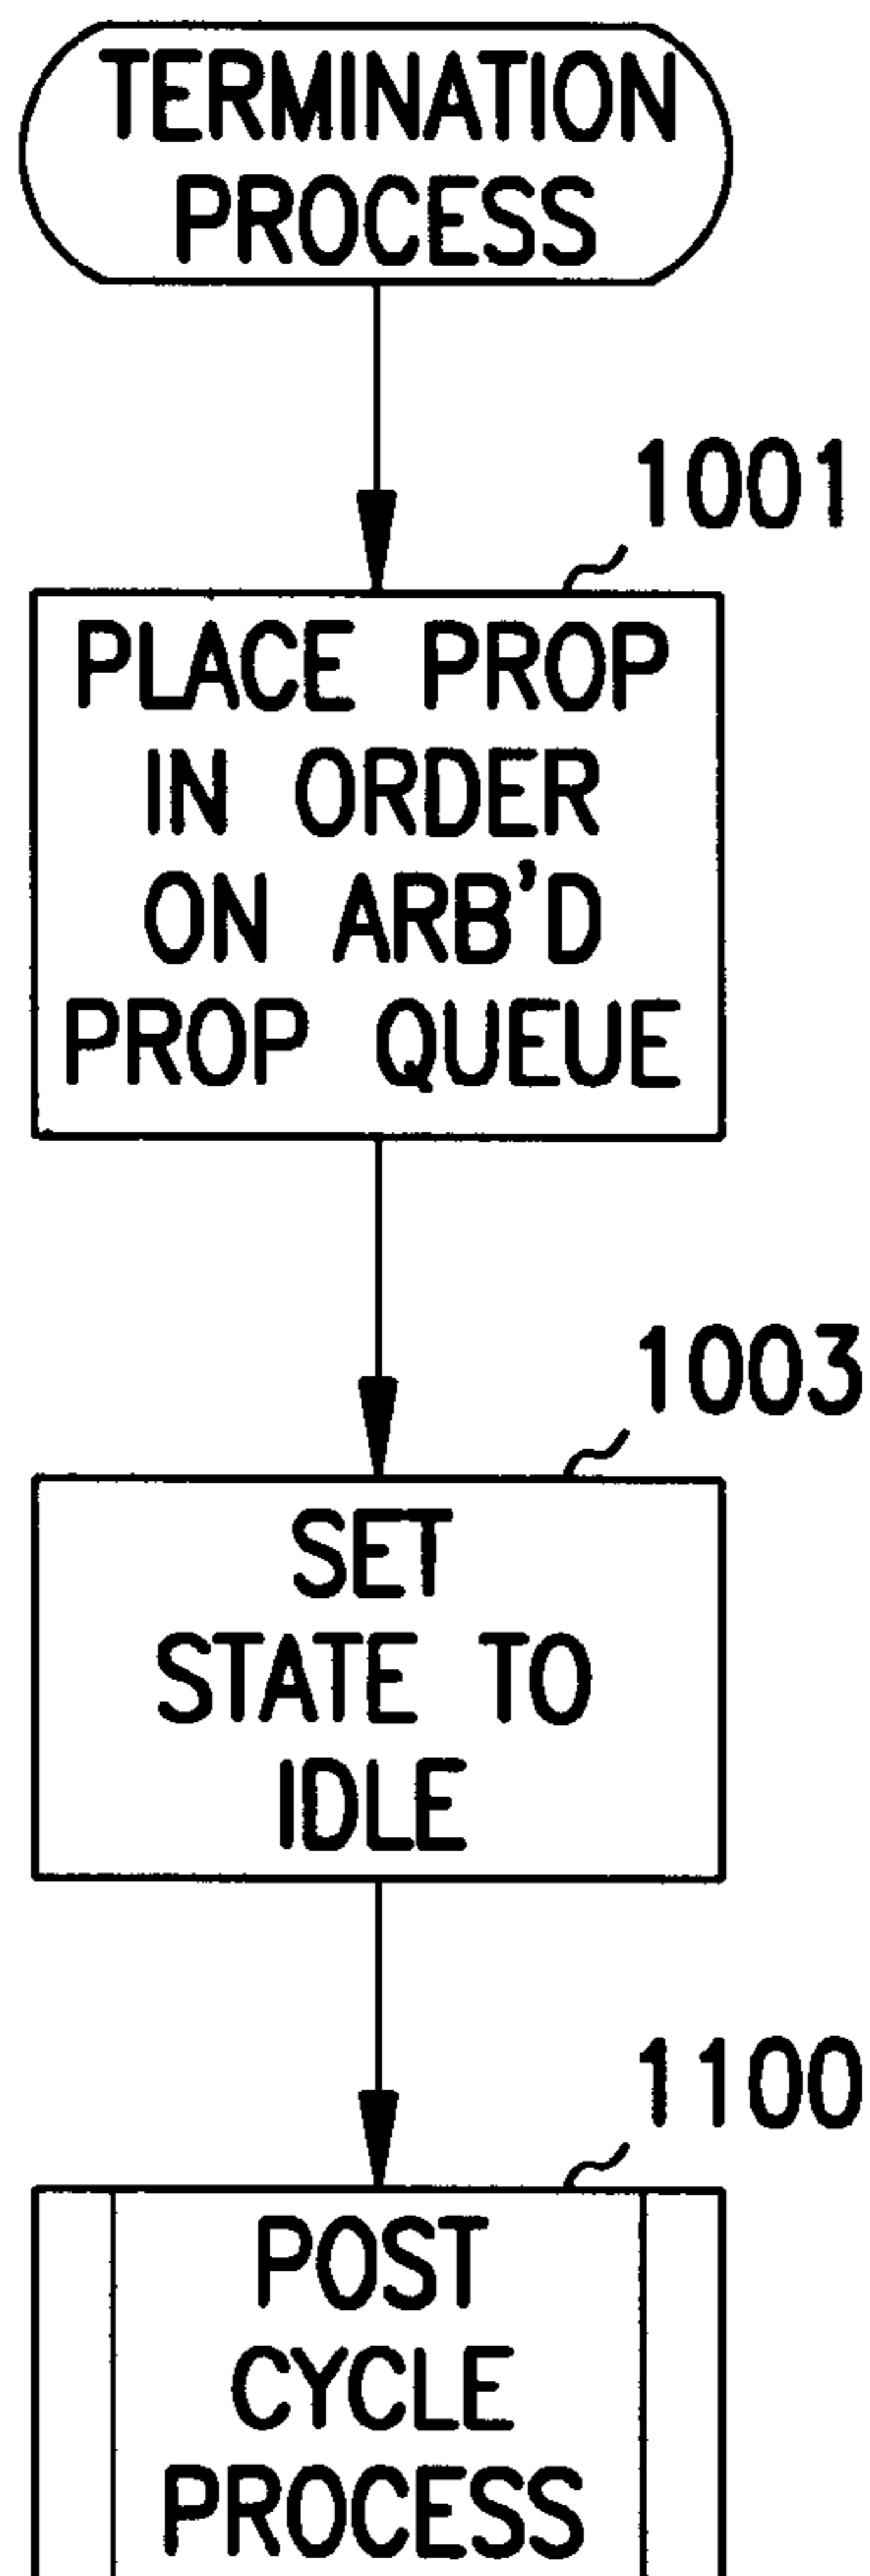 TERMINATION
PROCESS
1001
PLACE PROP
IN ORDER
ON ARB'D
PROP QUEUE
1003
SET
STATE TO
IDLE
1100
POST
CYCLE
PROCESS